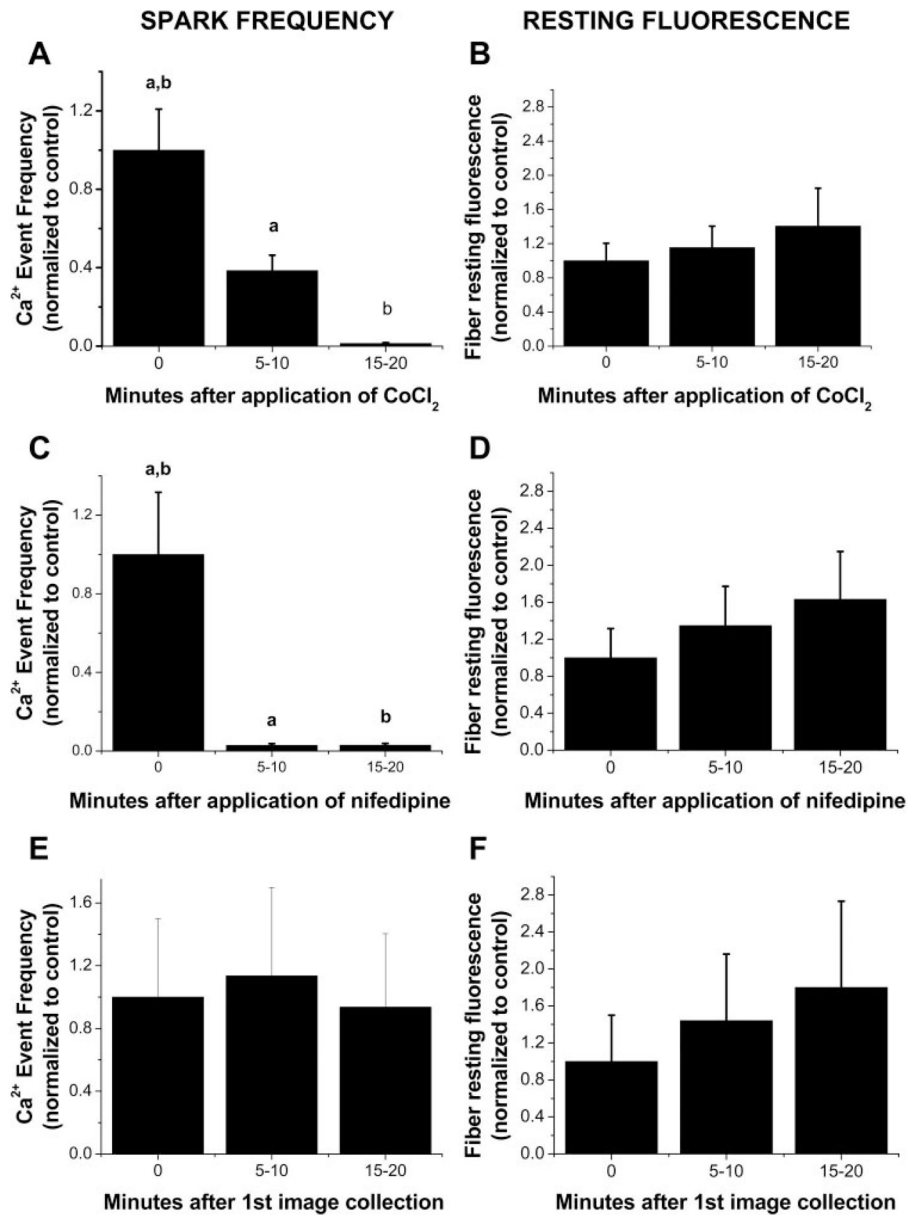 SPARK FREQUENCY
RESTING FLUORESCENCE
A
a,b
a
b
Ca²⁺ Event Frequency
(normalized to control)
1.2
0.8
0.4
0.0
0
5-10
15-20
Minutes after application of CoCl₂
B
Fiber resting fluorescence
(normalized to control)
2.8
2.4
2.0
1.6
1.2
0.8
0.4
0.0
0
5-10
15-20
Minutes after application of CoCl₂
C
a,b
a
b
Ca²⁺ Event Frequency
(normalized to control)
1.2
0.8
0.4
0.0
0
5-10
15-20
Minutes after application of nifedipine
D
Fiber resting fluorescence
(normalized to control)
2.8
2.4
2.0
1.6
1.2
0.8
0.4
0.0
0
5-10
15-20
Minutes after application of nifedipine
E
Ca²⁺ Event Frequency
(normalized to control)
1.6
1.2
0.8
0.4
0.0
0
5-10
15-20
Minutes after 1st image collection
F
Fiber resting fluorescence
(normalized to control)
2.8
2.4
2.0
1.6
1.2
0.8
0.4
0.0
0
5-10
15-20
Minutes after 1st image collection